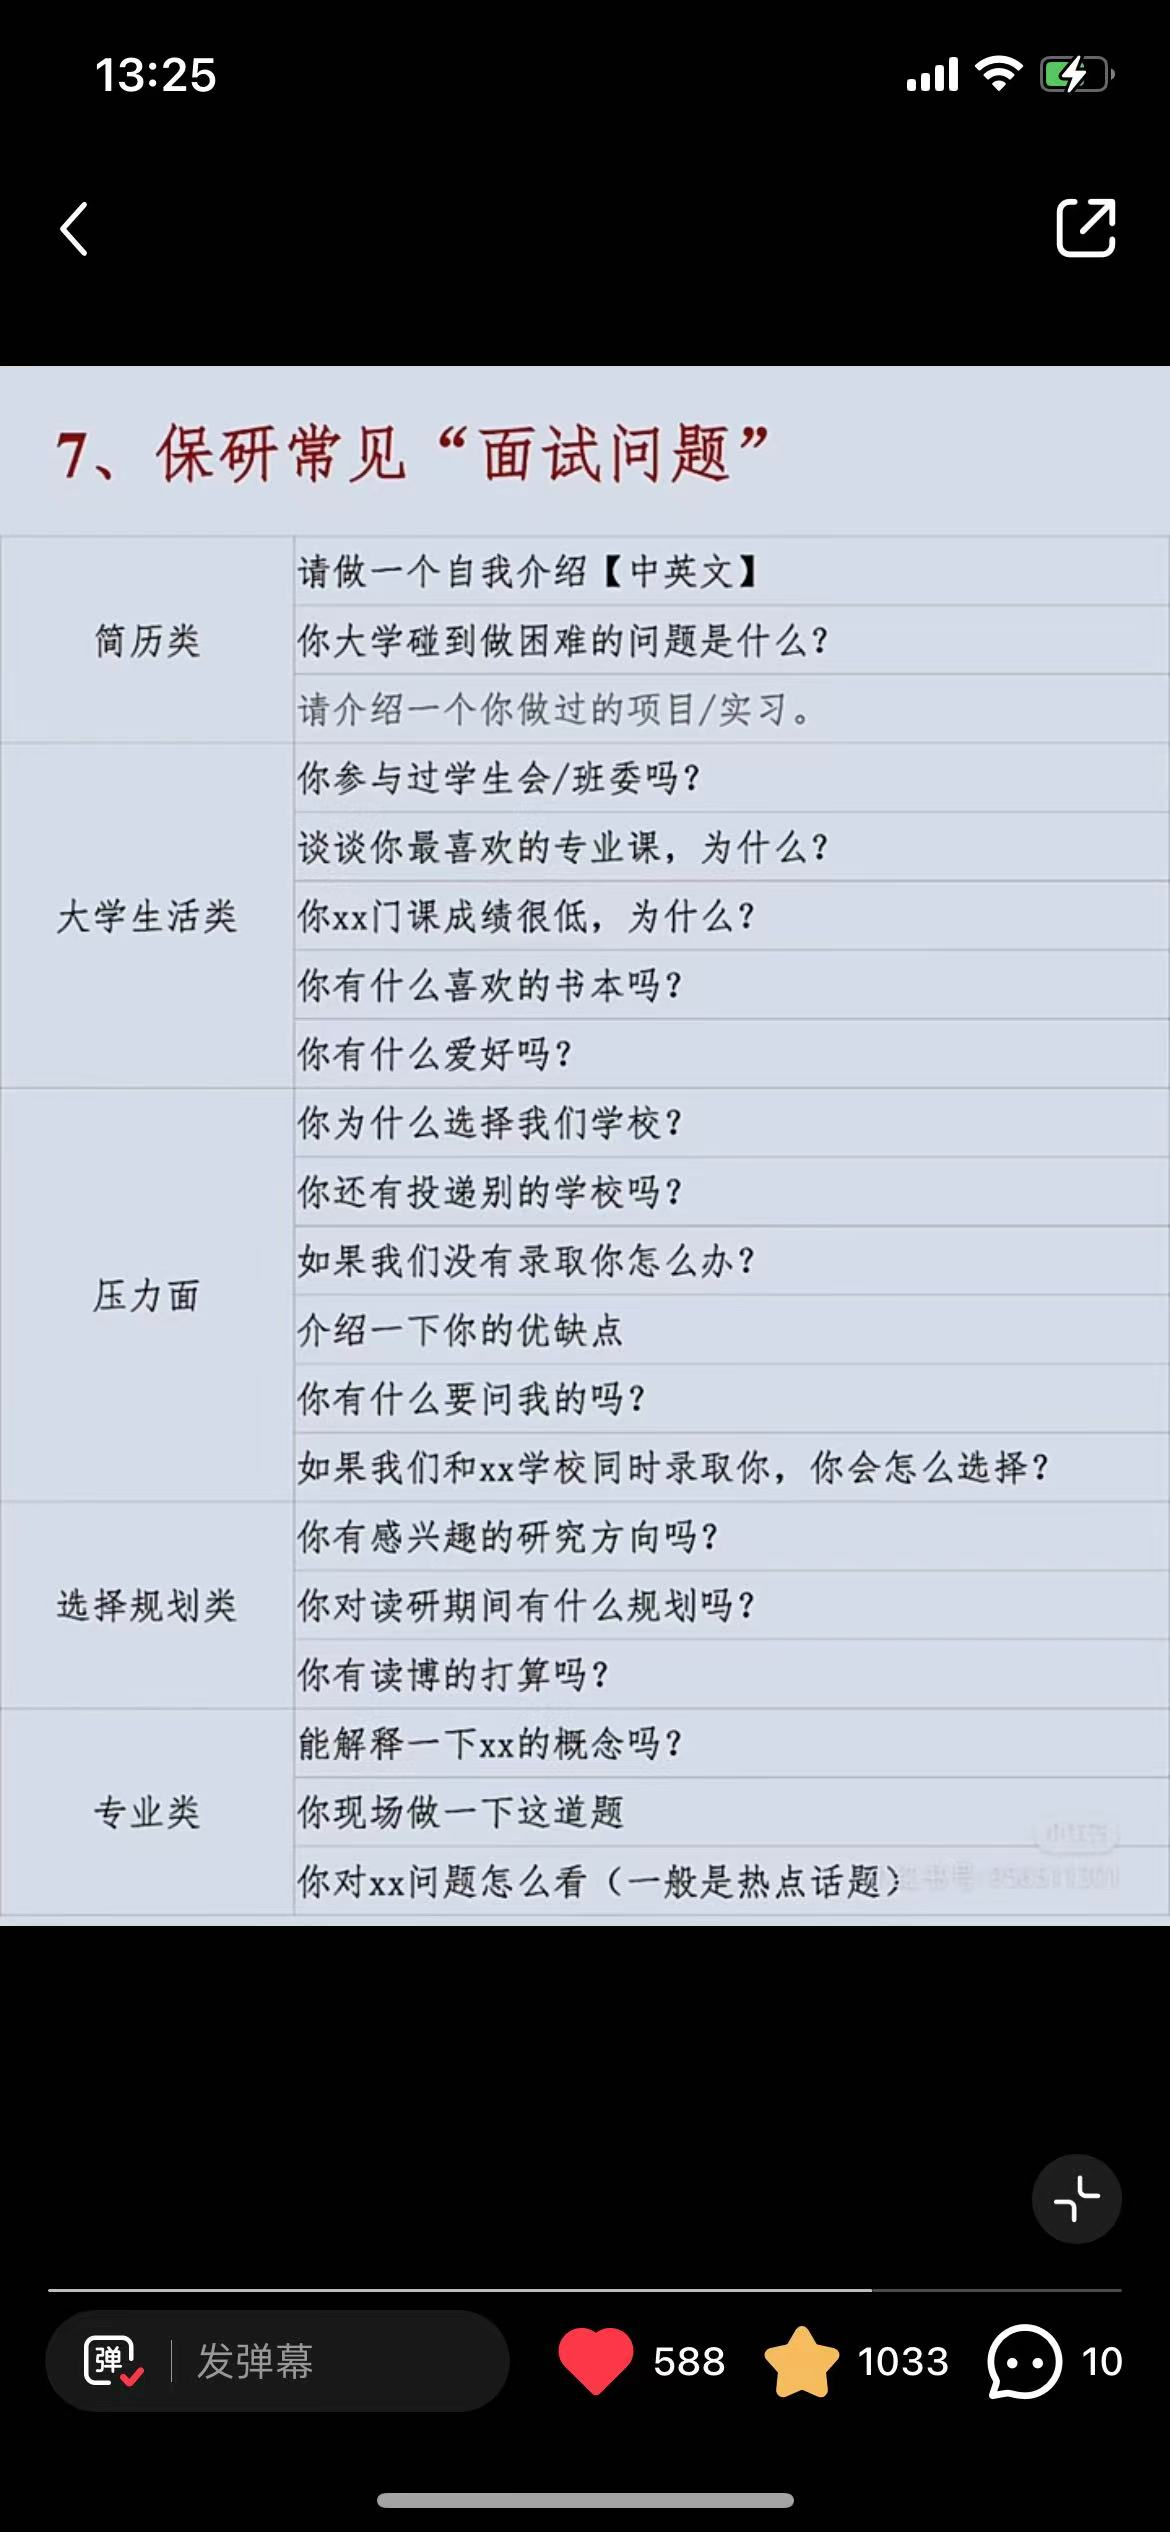 13:25
7、保研常见“面试问题”
简历类
请做一个自我介绍【中英文】
你大学碰到做困难的问题是什么？
请介绍一个你做过的项目/实习。
大学生活类
你参与过学生会/班委吗？
谈谈你最喜欢的专业课，为什么？
你xx门课成绩很低，为什么？
你有什么喜欢的书本吗？
你有什么爱好吗？
压力面
你为什么选择我们学校？
你还有投递别的学校吗？
如果我们没有录取你怎么办？
介绍一下你的优缺点
你有什么要问我的吗？
如果我们和xx学校同时录取你，你会怎么选择？
选择规划类
你有感兴趣的研究方向吗？
你对读研期间有什么规划吗？
你有读博的打算吗？
专业类
能解释一下xx的概念吗？
你现场做一下这道题
你对xx问题怎么看（一般是热点话题）
小红书
弹
发弹幕
588
1033
10